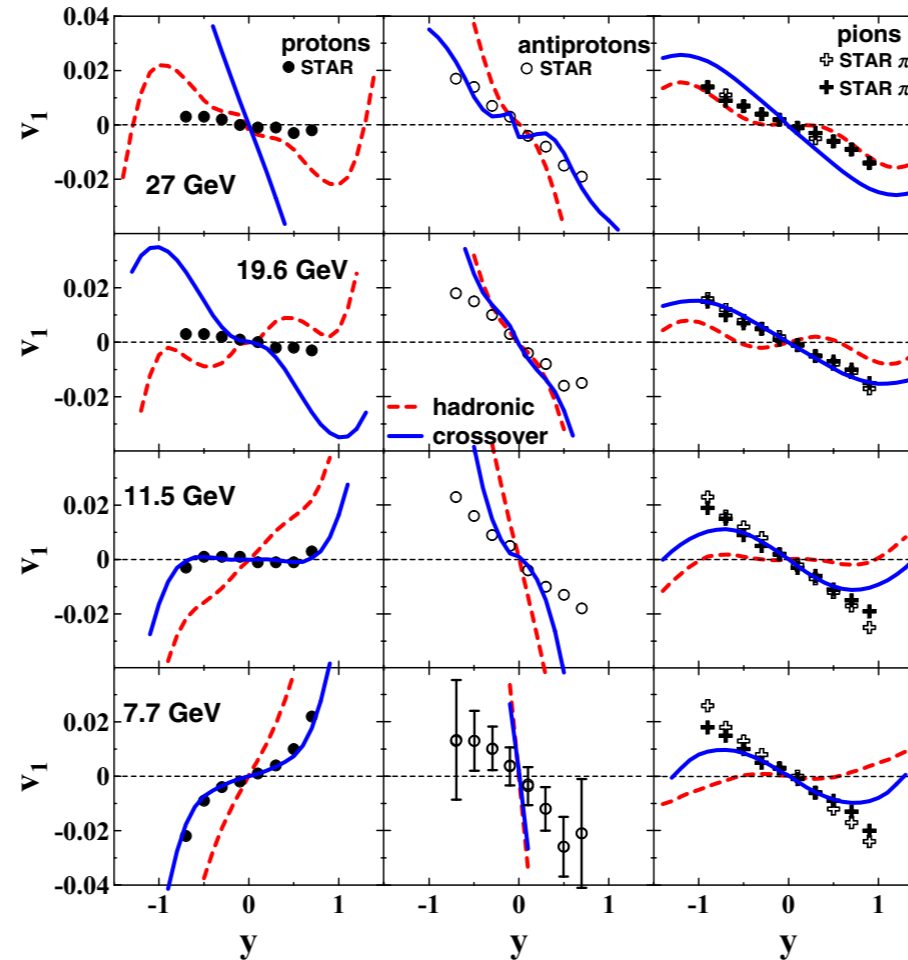 0.04
protons
STAR
antiprotons
STAR
pions
STAR π
STAR π
0.02
v1
0
-0.02
27 GeV
19.6 GeV
0.02
v1
0
-0.02
hadronic
crossover
11.5 GeV
0.02
v1
0
-0.02
7.7 GeV
0.02
v1
0
-0.02
-0.04
-1 0 1 -1 0 1 -1 0 1
y y y